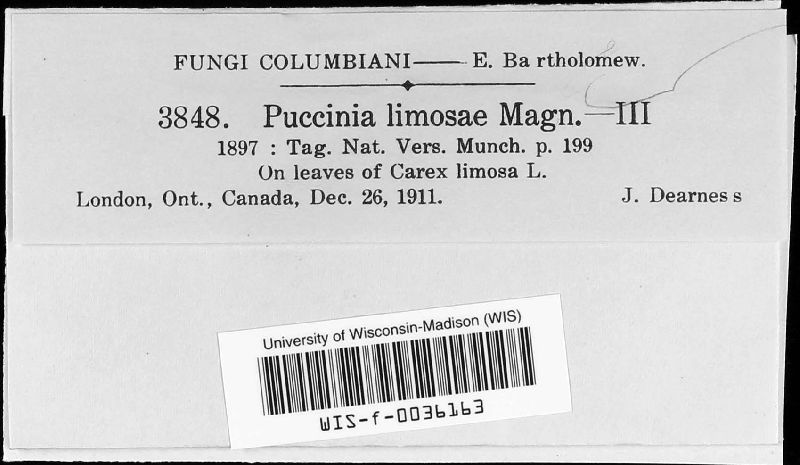 FUNGI COLUMBIANI—— E. Ba rtholomew.
3848. Puccinia limosae Magn.—III
1897 : Tag. Nat. Vers. Munch. p. 199
On leaves of Carex limosa L.
London, Ont., Canada, Dec. 26, 1911. J. Dearnes s
University of Wisconsin-Madison (WIS)
WIS-f-0036163